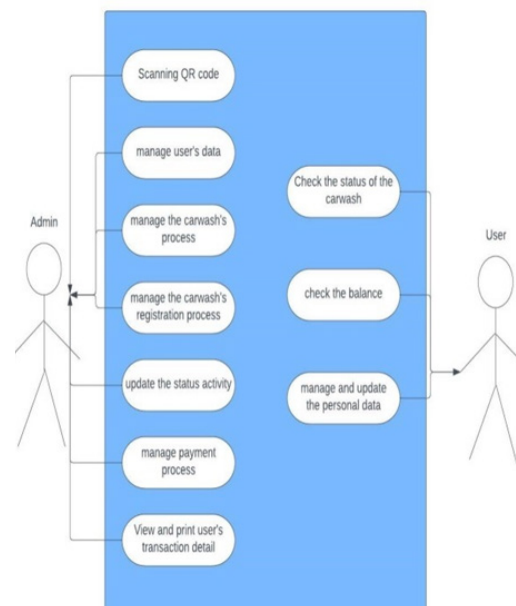 Admin
Scanning QR code
manage user's data
manage the carwash's
process
manage the carwash's
registration process
update the status activity
manage payment
process
View and print user's
transaction detail
Check the status of the
carwash
check the balance
manage and update
the personal data
User